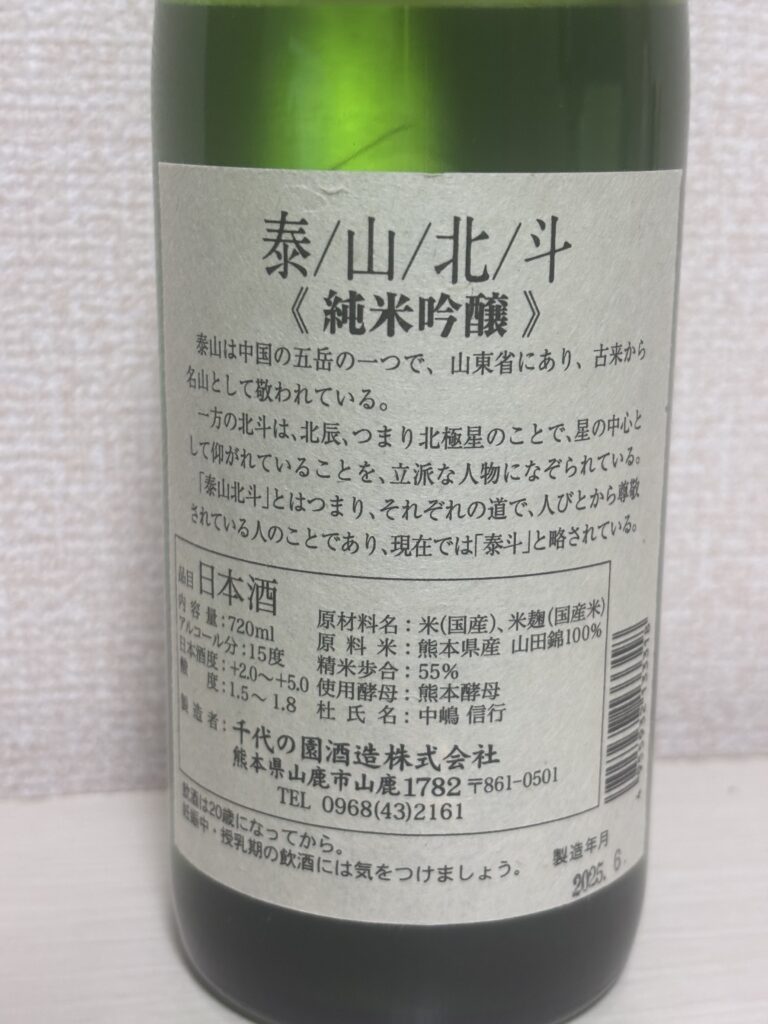 泰/山/北/斗
《純米吟醸》
泰山は中国の五岳の一つで、山東省にあり、古来から
名山として敬われている。
一方の北斗は、北辰、つまり北極星のことで、星の中心と
して仰がれていることを、立派な人物になぞられている。
「泰山北斗」とはつまり、それぞれの道で、人びとから尊敬
されている人のことであり、現在では「泰斗」と略されている。
品目 日本酒
内容量：720ml
アルコール分：15度
日本酒度：+2.0～+5.0
酸度：1.5～1.8
原材料名：米(国産)、米麹(国産米)
原料米：熊本県産 山田錦100%
精米歩合：55%
使用酵母：熊本酵母
杜氏名：中嶋 信行
製造者：千代の園酒造株式会社
熊本県山鹿市山鹿1782 〒861-0501
TEL 0968(43)2161
飲酒は20歳になってから。
妊娠中・授乳期の飲酒には気をつけましょう。
製造年月
2025. 6